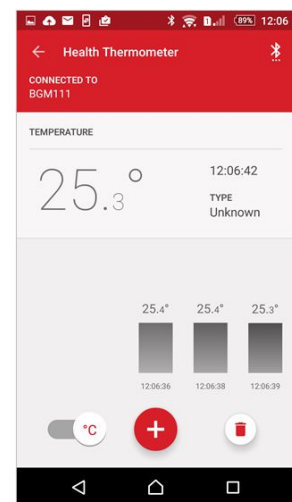 1 89% 12:06
Health Thermometer
CONNECTED TO
BGM111
TEMPERATURE
25.3°
12:06:42
TYPE
Unknown
25.4° 25.4° 25.3°
12:06:36 12:06:38 12:06:39
°C